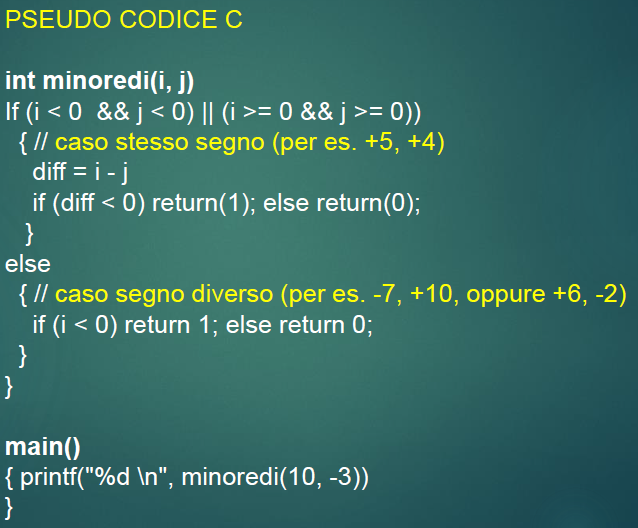 PSEUDO CODICE C
int minoredi(i, j)
If (i < 0 && j < 0) || (i >= 0 && j >= 0))
{ // caso stesso segno (per es. +5, +4)
diff = i - j
if (diff < 0) return(1); else return(0);
}
else
{ // caso segno diverso (per es. -7, +10, oppure +6, -2)
if (i < 0) return 1; else return 0;
}
}
main()
{ printf("%d \n", minoredi(10, -3))
}